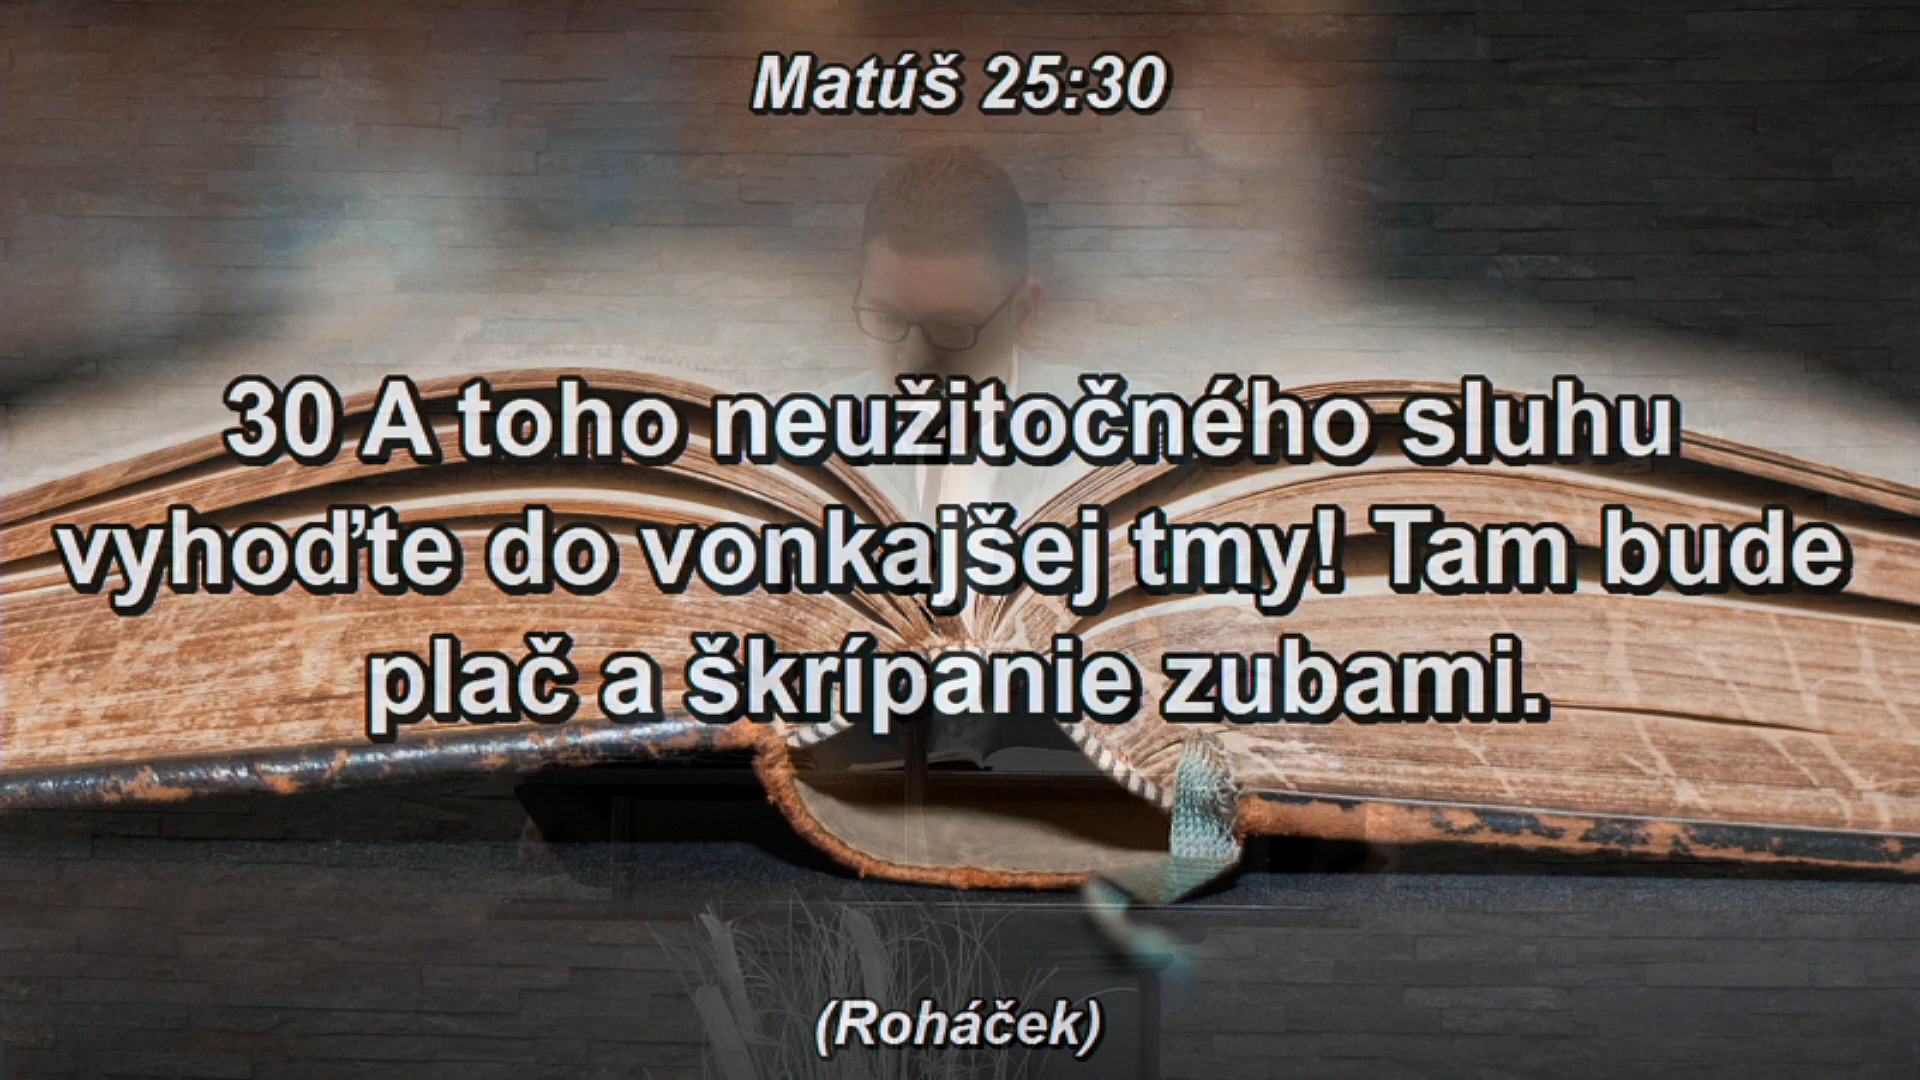 Matúš 25:30
30 A toho neužitočného sluhu
vyhoďte do vonkajšej tmy! Tam bude
plač a škrípanie zubami.
(Roháček)